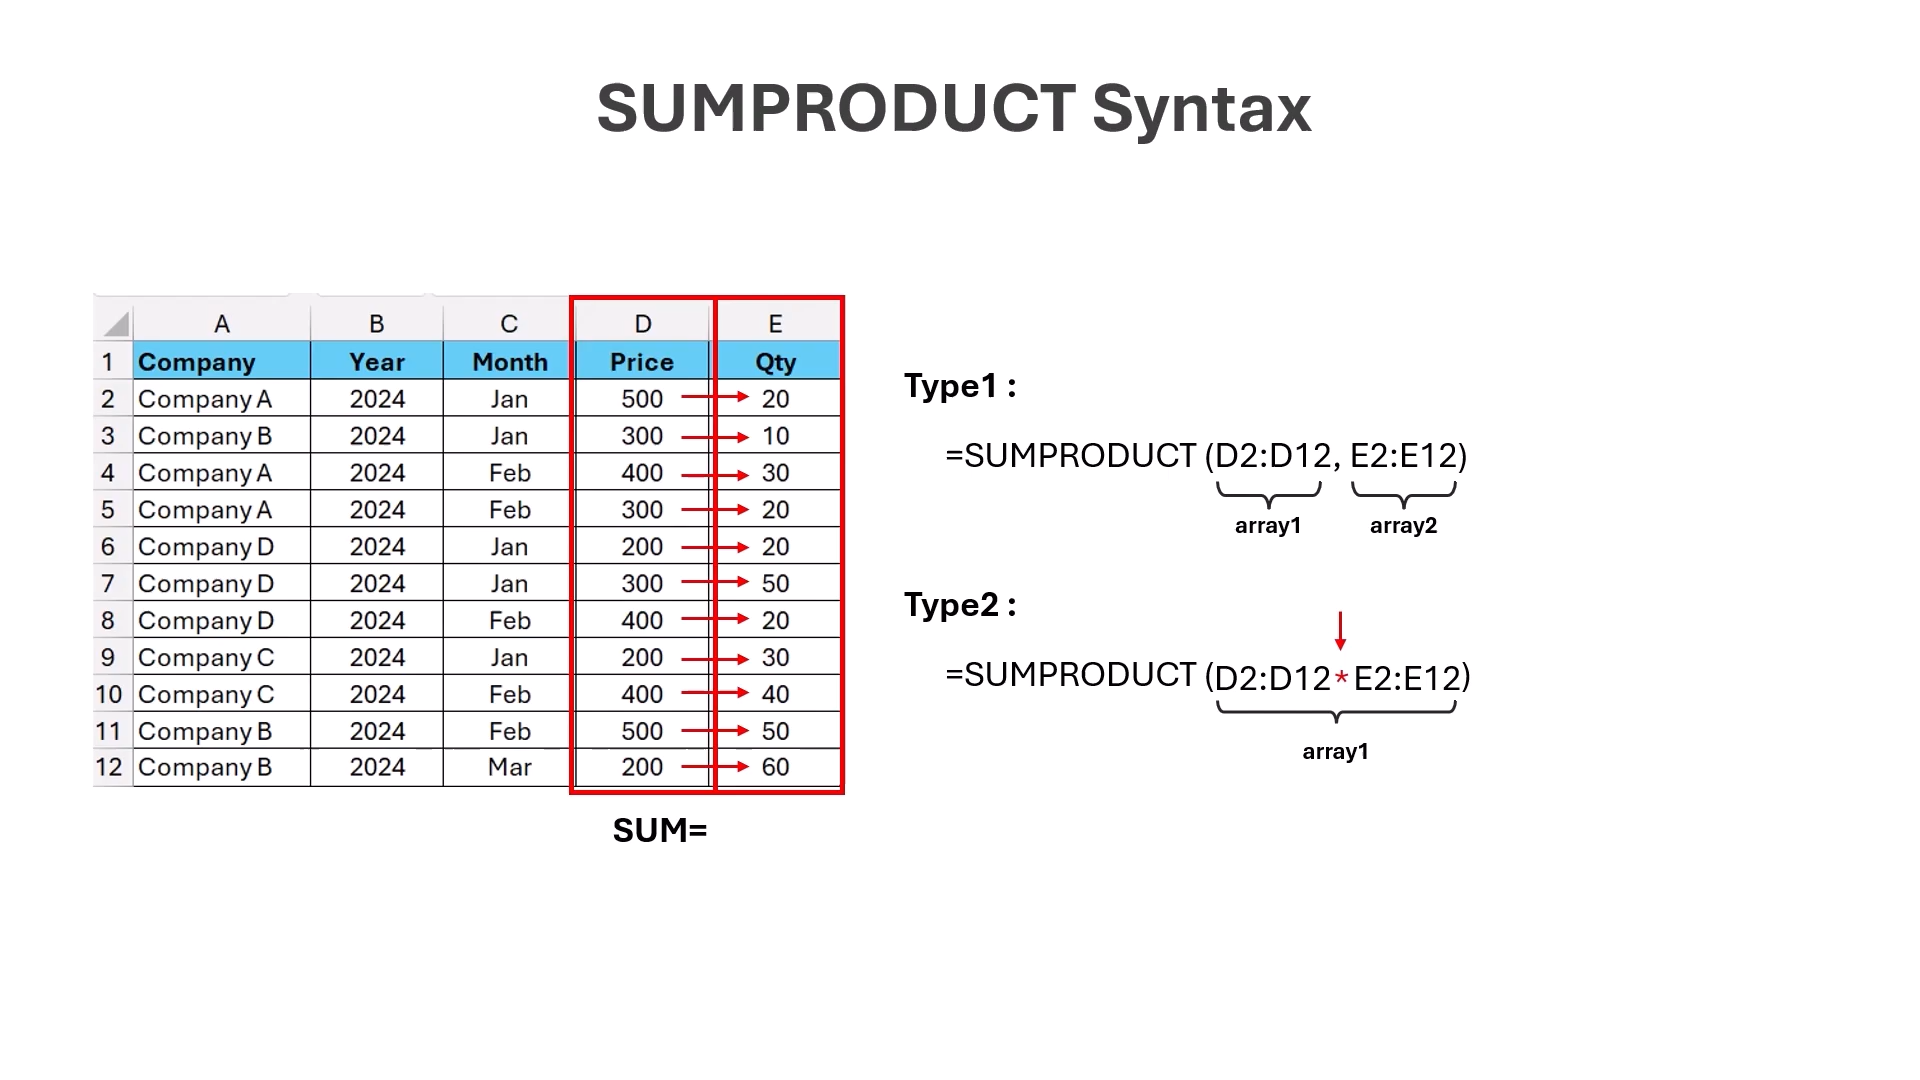 SUMPRODUCT Syntax
A B C D E
1 Company Year Month Price Qty
2 Company A 2024 Jan 500 20
3 Company B 2024 Jan 300 10
4 Company A 2024 Feb 400 30
5 Company A 2024 Feb 300 20
6 Company D 2024 Jan 200 20
7 Company D 2024 Jan 300 50
8 Company D 2024 Feb 400 20
9 Company C 2024 Jan 200 30
10 Company C 2024 Feb 400 40
11 Company B 2024 Feb 500 50
12 Company B 2024 Mar 200 60
SUM=
Type1 :
=SUMPRODUCT (D2:D12, E2:E12)
array1 array2
Type2 :
=SUMPRODUCT (D2:D12*E2:E12)
array1